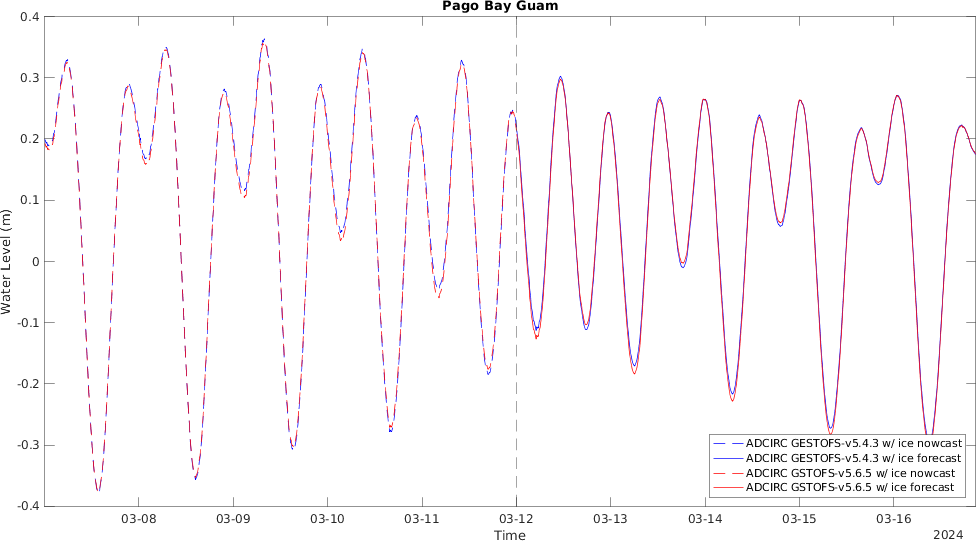 Pago Bay Guam
0.4
0.3
0.2
0.1
0
-0.1
-0.2
-0.3
-0.4
Water Level (m)
ADCIRC GESTOFS-v5.4.3 w/ ice nowcast
ADCIRC GESTOFS-v5.4.3 w/ ice forecast
ADCIRC GSTOFS-v5.6.5 w/ ice nowcast
ADCIRC GSTOFS-v5.6.5 w/ ice forecast
03-08 03-09 03-10 03-11 03-12 03-13 03-14 03-15 03-16
Time
2024